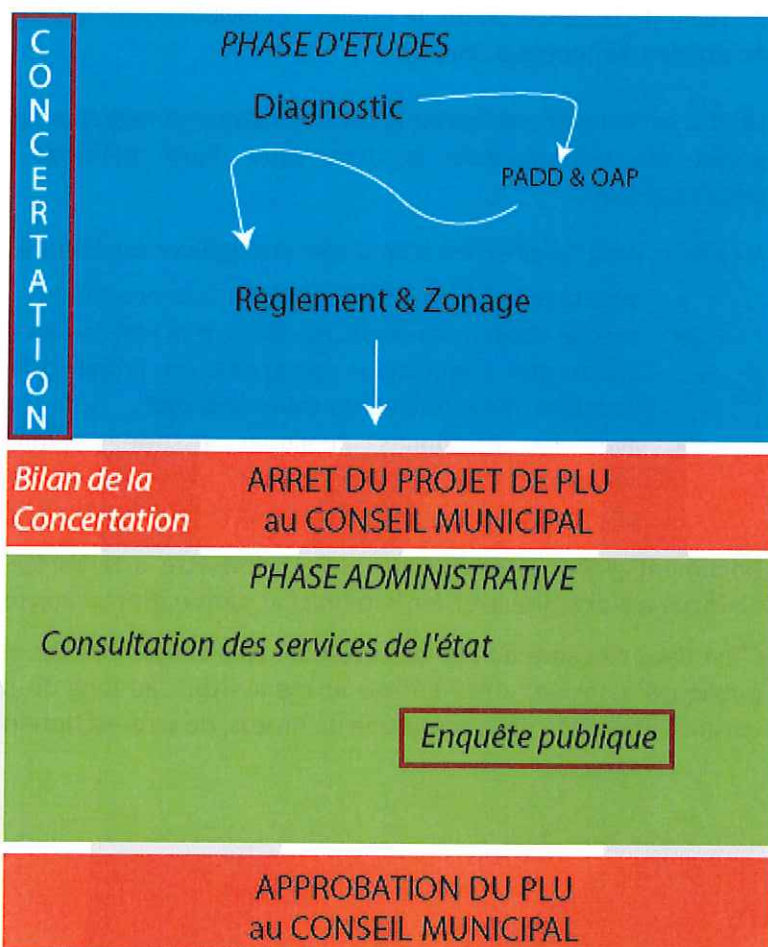 CONCERTATION
PHASE D'ETUDES
Diagnostic
PADD & OAP
Règlement & Zonage
Bilan de la
Concertation
ARRET DU PROJET DE PLU
au CONSEIL MUNICIPAL
PHASE ADMINISTRATIVE
Consultation des services de l'état
Enquête publique
APPROBATION DU PLU
au CONSEIL MUNICIPAL